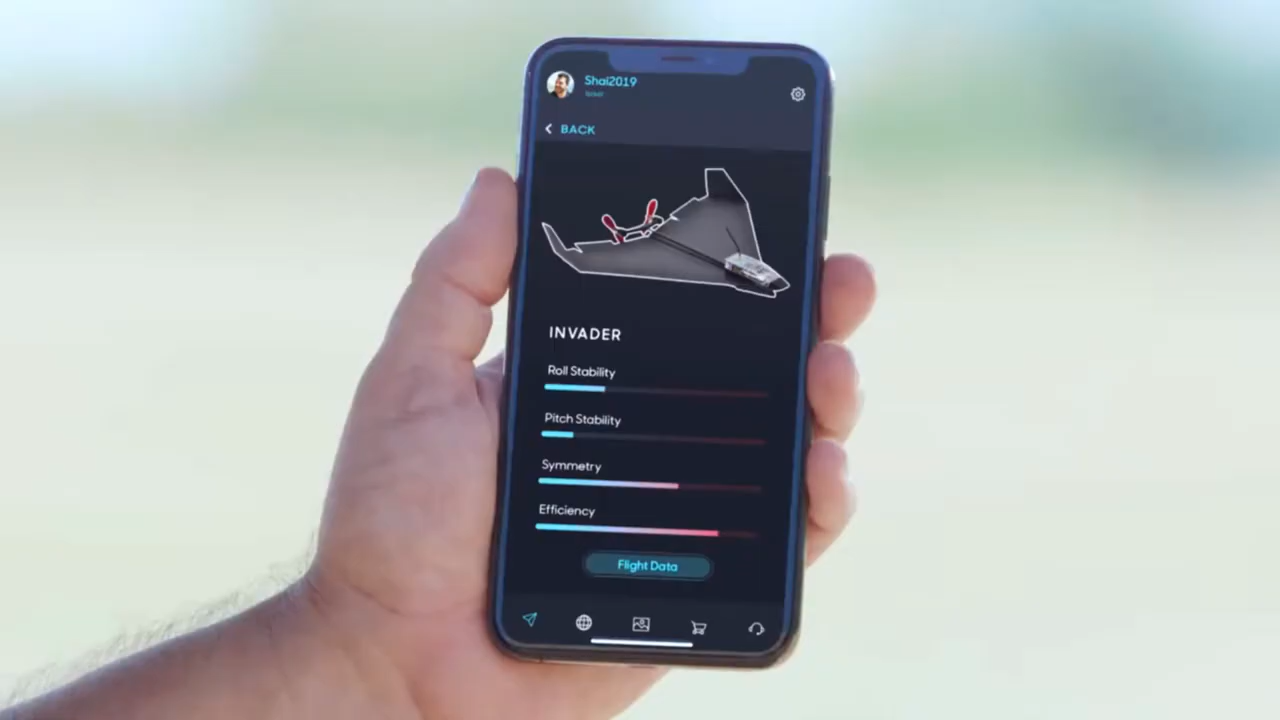 Shai2019
BACK
INVADER
Roll Stability
Pitch Stability
Symmetry
Efficiency
Flight Data